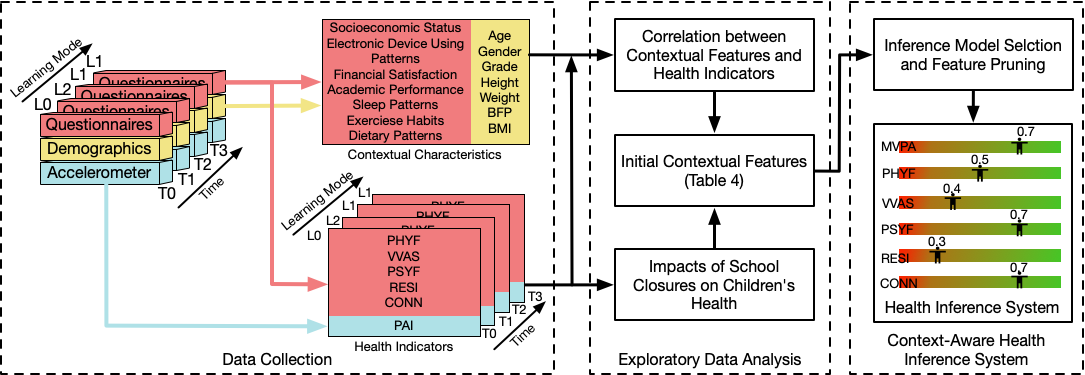 Learning Mode
L1
L1
L2
L0
Questionnaires
Questionnaires
Questionnaires
Questionnaires
Demographics
Accelerometer
T0
T1
T2
T3
Time
Socioeconomic Status
Electronic Device Using
Patterns
Financial Satisfaction
Academic Performance
Sleep Patterns
Exerciese Habits
Dietary Patterns
Age
Gender
Grade
Height
Weight
BFP
BMI
Contextual Characteristics
Learning Mode
L1
L1
L2
L0
PHYF
PHYF
PHYF
PHYF
VVAS
PSYF
RESI
CONN
PAI
T0
T1
T2
T3
Time
Health Indicators
Data Collection
Correlation between
Contextual Features and
Health Indicators
Initial Contextual Features
(Table 4)
Impacts of School
Closures on Children's
Health
Exploratory Data Analysis
Inference Model Selction
and Feature Pruning
MVPA
0.7
PHYF
0.5
VVAS
0.4
PSYF
0.7
RESI
0.3
CONN
0.7
Health Inference System
Context-Aware Health
Inference System